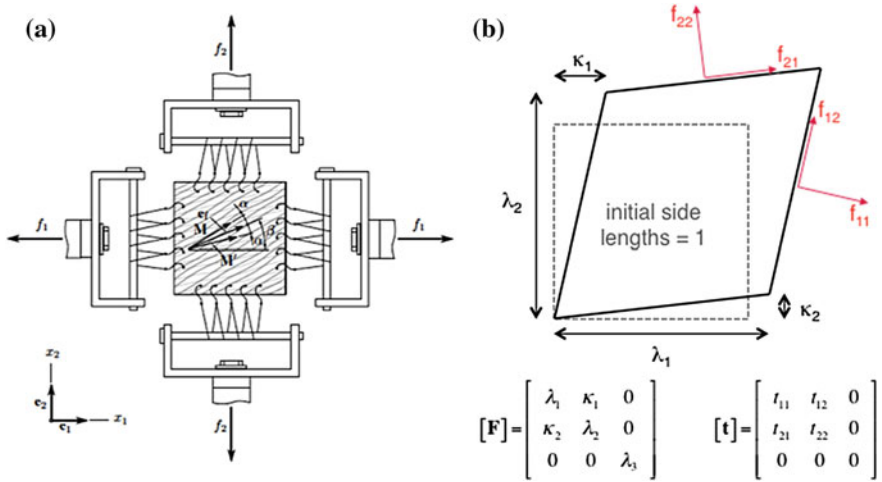 (a)
f₂
f₁
f₁
e_f
α
M
β
θ
M'
f₂
x₂
e₂
e₁
x₁
(b)
f₂₂
κ₁
f₂₁
f₁₂
λ₂
initial side
lengths = 1
f₁₁
κ₂
λ₁
[F] = [ λ₁ κ₁ 0
κ₂ λ₂ 0
0 0 λ₃ ]
[t] = [ t₁₁ t₁₂ 0
t₂₁ t₂₂ 0
0 0 0 ]